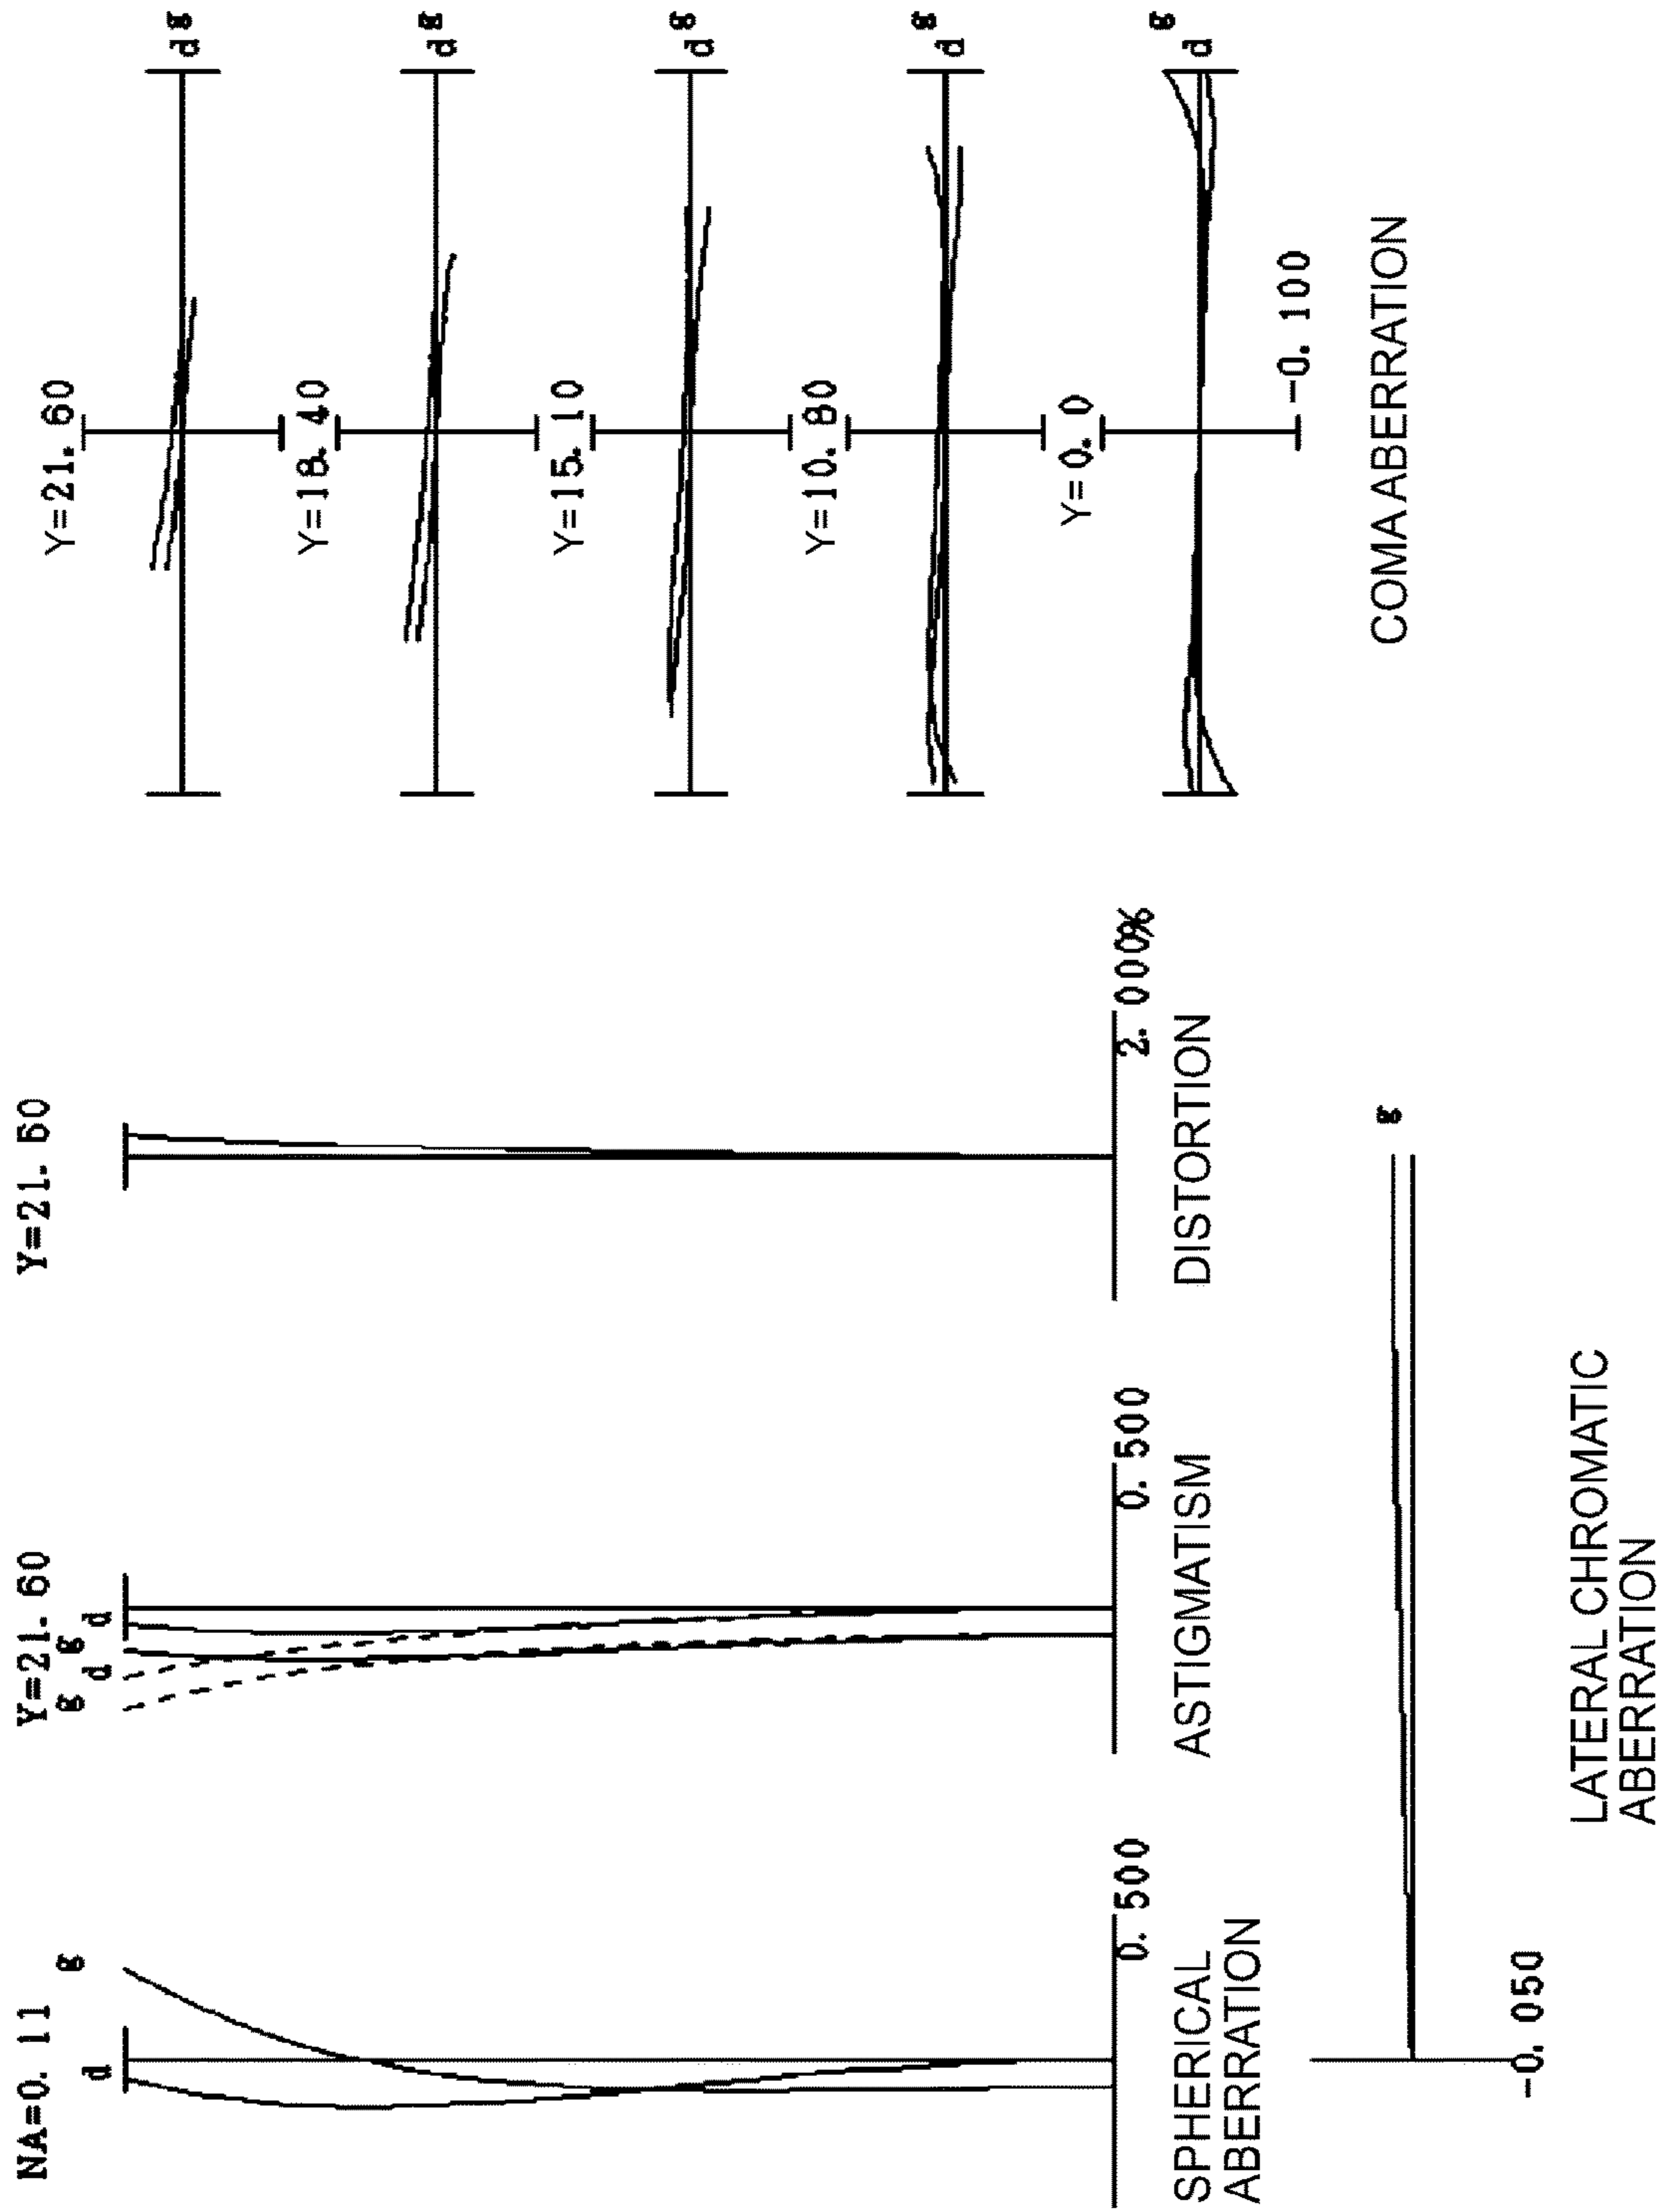 NA=0. 11
d
g
0. 500
SPHERICAL
ABERRATION
Y=21. 60
g
d
g
d
0. 500
ASTIGMATISM
Y=21. 60
2. 000%
DISTORTION
Y=21. 60
d
g
Y=18. 40
d
g
Y=15. 10
d
g
Y=10. 80
d
g
Y=0. 0
d
g
-0. 100
COMA ABERRATION
g
-0. 050
LATERAL CHROMATIC
ABERRATION